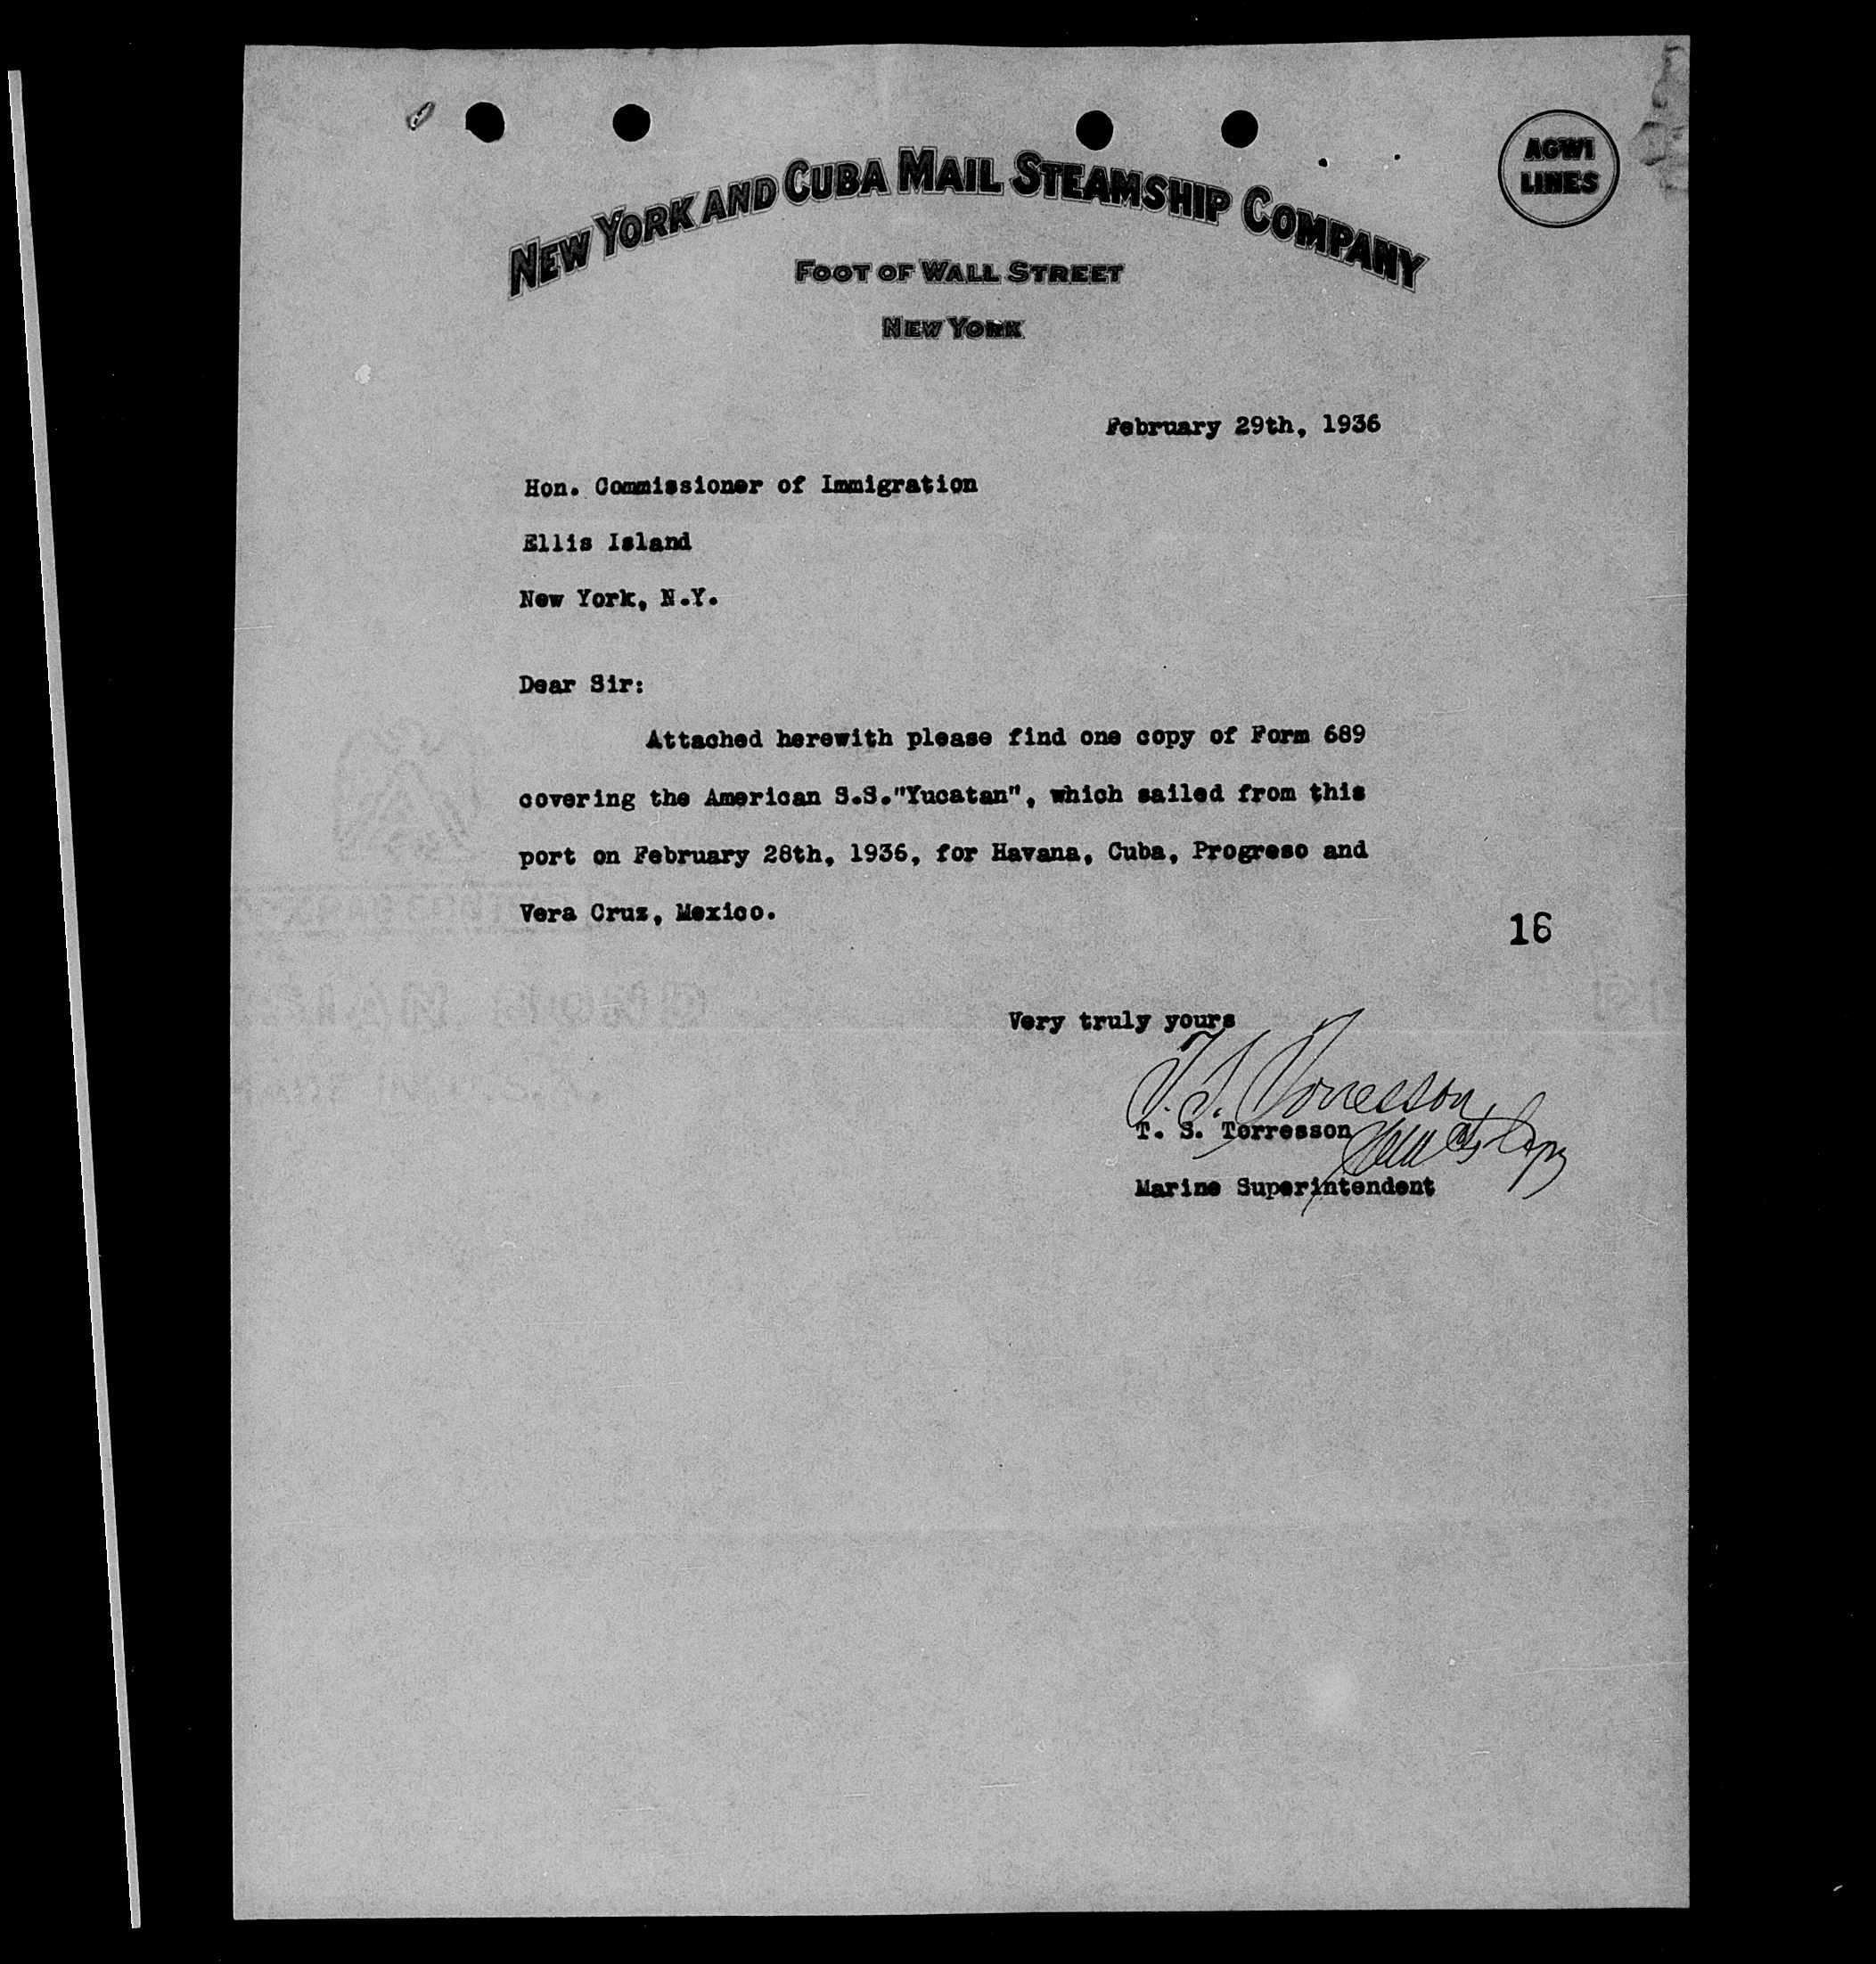 NEW YORK AND CUBA MAIL STEAMSHIP COMPANY
AGWI
LINES
FOOT OF WALL STREET
NEW YORK
February 29th, 1936
Hon. Commissioner of Immigration
Ellis Island
New York, N.Y.
Dear Sir:
Attached herewith please find one copy of Form 689
covering the American S.S."Yucatan", which sailed from this
port on February 28th, 1936, for Havana, Cuba, Progreso and
Vera Cruz, Mexico.
16
Very truly yours
T. S. Torresson
T. S. Torresson
Marine Superintendent